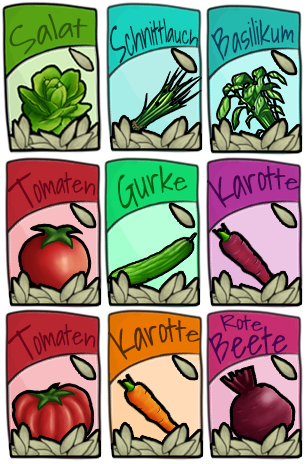 Salat
Schnittlauch
Basilikum
Tomaten
Gurke
Karotte
Tomaten
Karotte
Rote
Beete